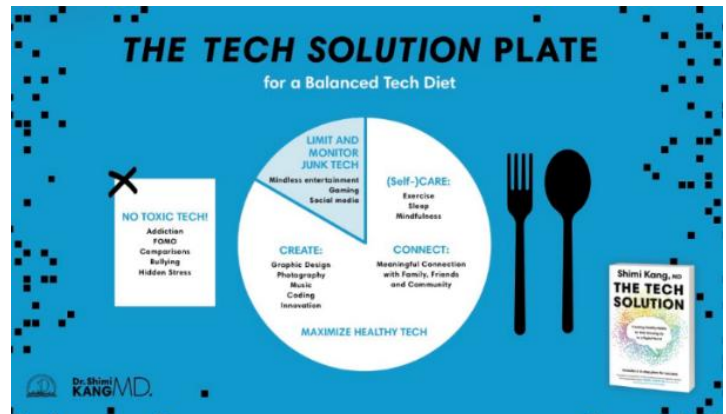 THE TECH SOLUTION PLATE
for a Balanced Tech Diet
LIMIT AND
MONITOR
JUNK TECH
Mindless entertainment
Gaming
Social media
(Self-)CARE:
Exercise
Sleep
Mindfulness
NO TOXIC TECH!
Addiction
FOMO
Comparisons
Bullying
Hidden Stress
CREATE:
Graphic Design
Photography
Music
Coding
Innovation
CONNECT:
Meaningful Connection
with Family, Friends
and Community
MAXIMIZE HEALTHY TECH
Shimi Kang, MD
THE TECH
SOLUTION
Dr. Shimi
KANG MD.